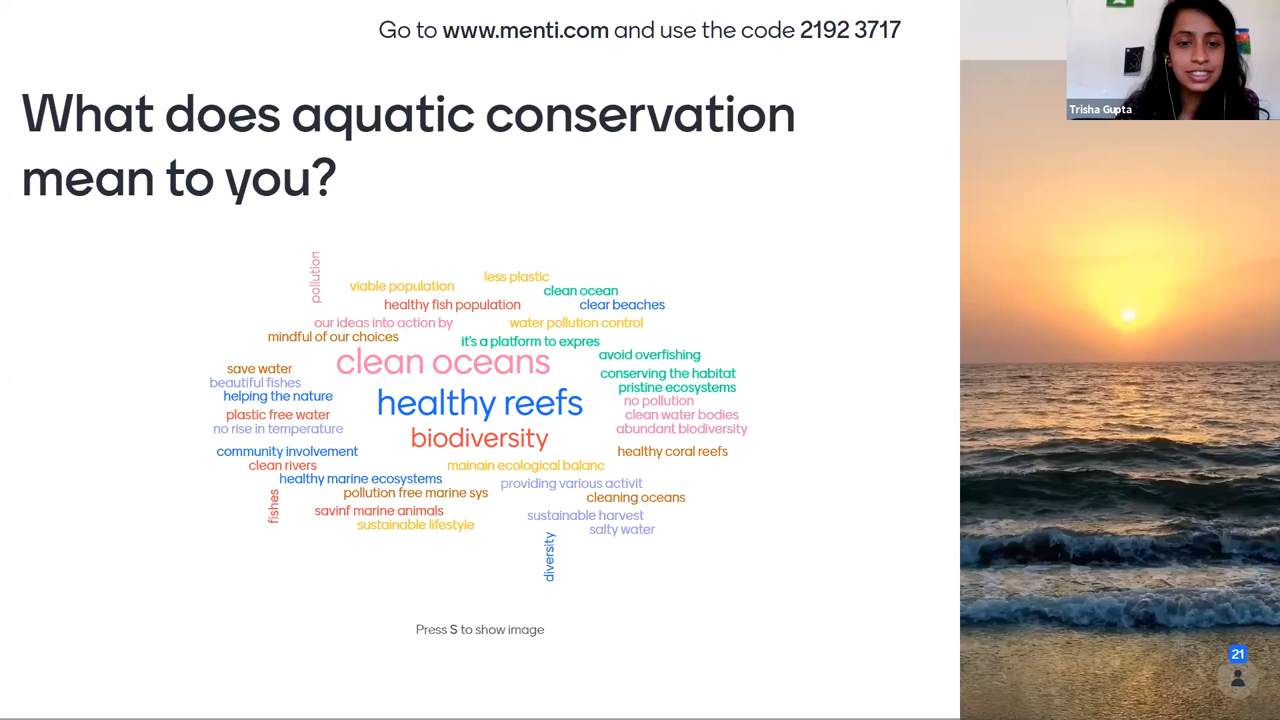 Go to www.menti.com and use the code 2192 3717
Trisha Gupta
What does aquatic conservation
mean to you?
pollution
less plastic
viable population
clean ocean
healthy fish population
clear beaches
our ideas into action by
water pollution control
mindful of our choices
it's a platform to expres
avoid overfishing
clean oceans
save water
conserving the habitat
beautiful fishes
pristine ecosystems
helping the nature
healthy reefs
no pollution
plastic free water
clean water bodies
no rise in temperature
abundant biodiversity
biodiversity
community involvement
healthy coral reefs
clean rivers
mainain ecological balanc
healthy marine ecosystems
providing various activit
fishes
pollution free marine sys
cleaning oceans
savinf marine animals
sustainable harvest
sustainable lifestyle
salty water
diversity
Press S to show image
21